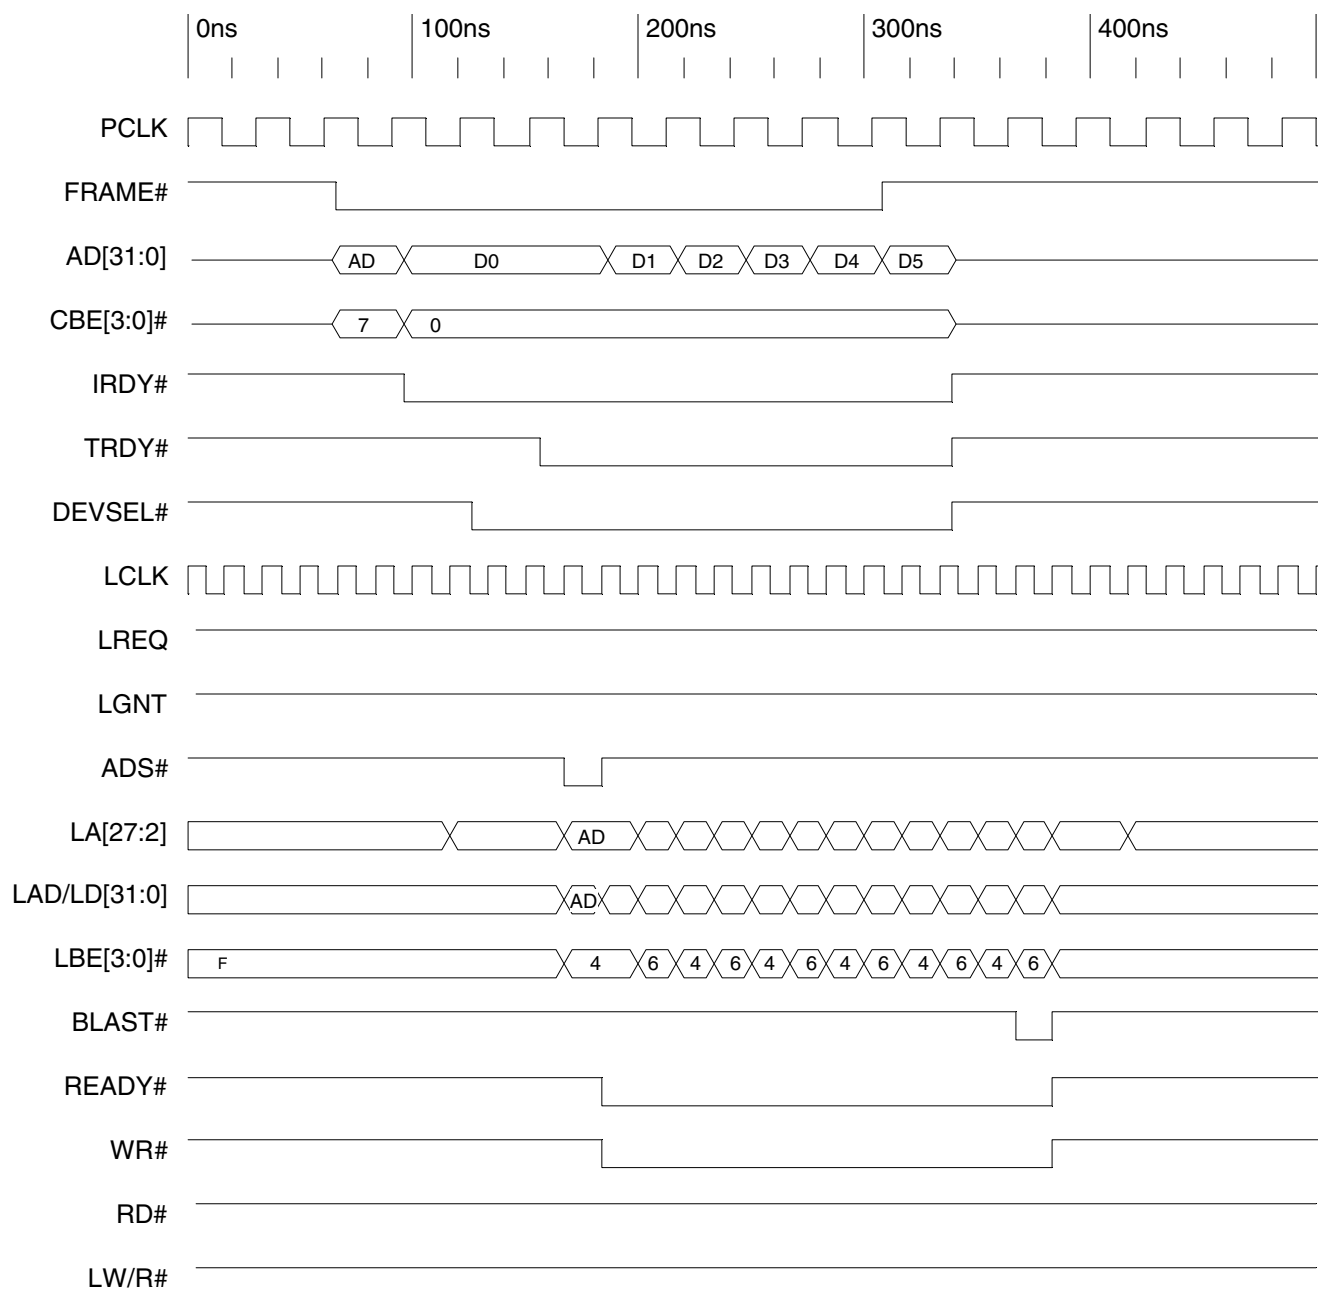 0ns 100ns 200ns 300ns 400ns
PCLK
FRAME#
AD[31:0] AD D0 D1 D2 D3 D4 D5
CBE[3:0]# 7 0
IRDY#
TRDY#
DEVSEL#
LCLK
LREQ
LGNT
ADS#
LA[27:2] AD
LAD/LD[31:0] AD
LBE[3:0]# F 4 6 4 6 4 6 4 6 4 6 4 6
BLAST#
READY#
WR#
RD#
LW/R#